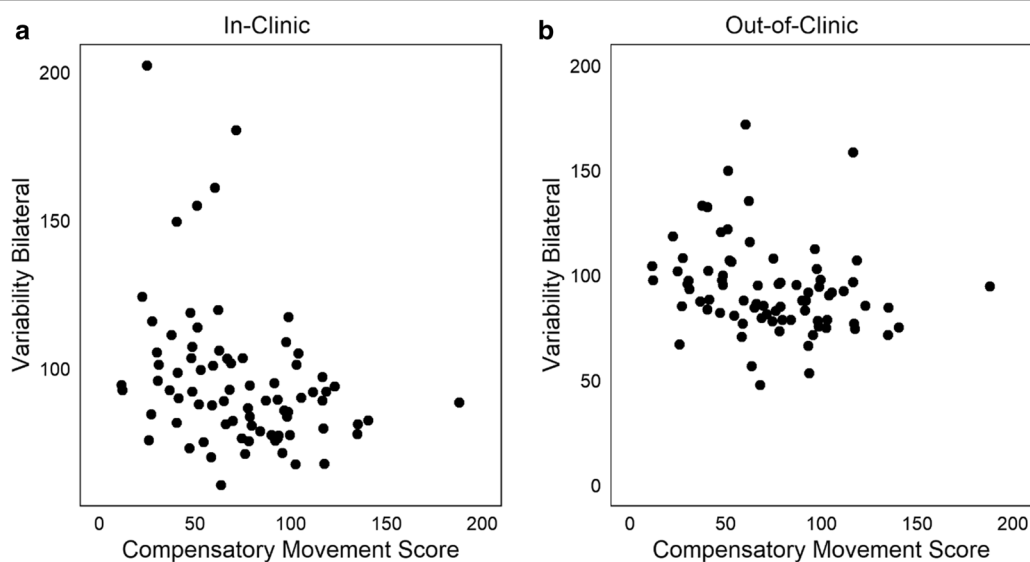 a
In-Clinic
Variability Bilateral
200
150
100
0 50 100 150 200
Compensatory Movement Score
b
Out-of-Clinic
Variability Bilateral
200
150
100
50
0
0 50 100 150 200
Compensatory Movement Score